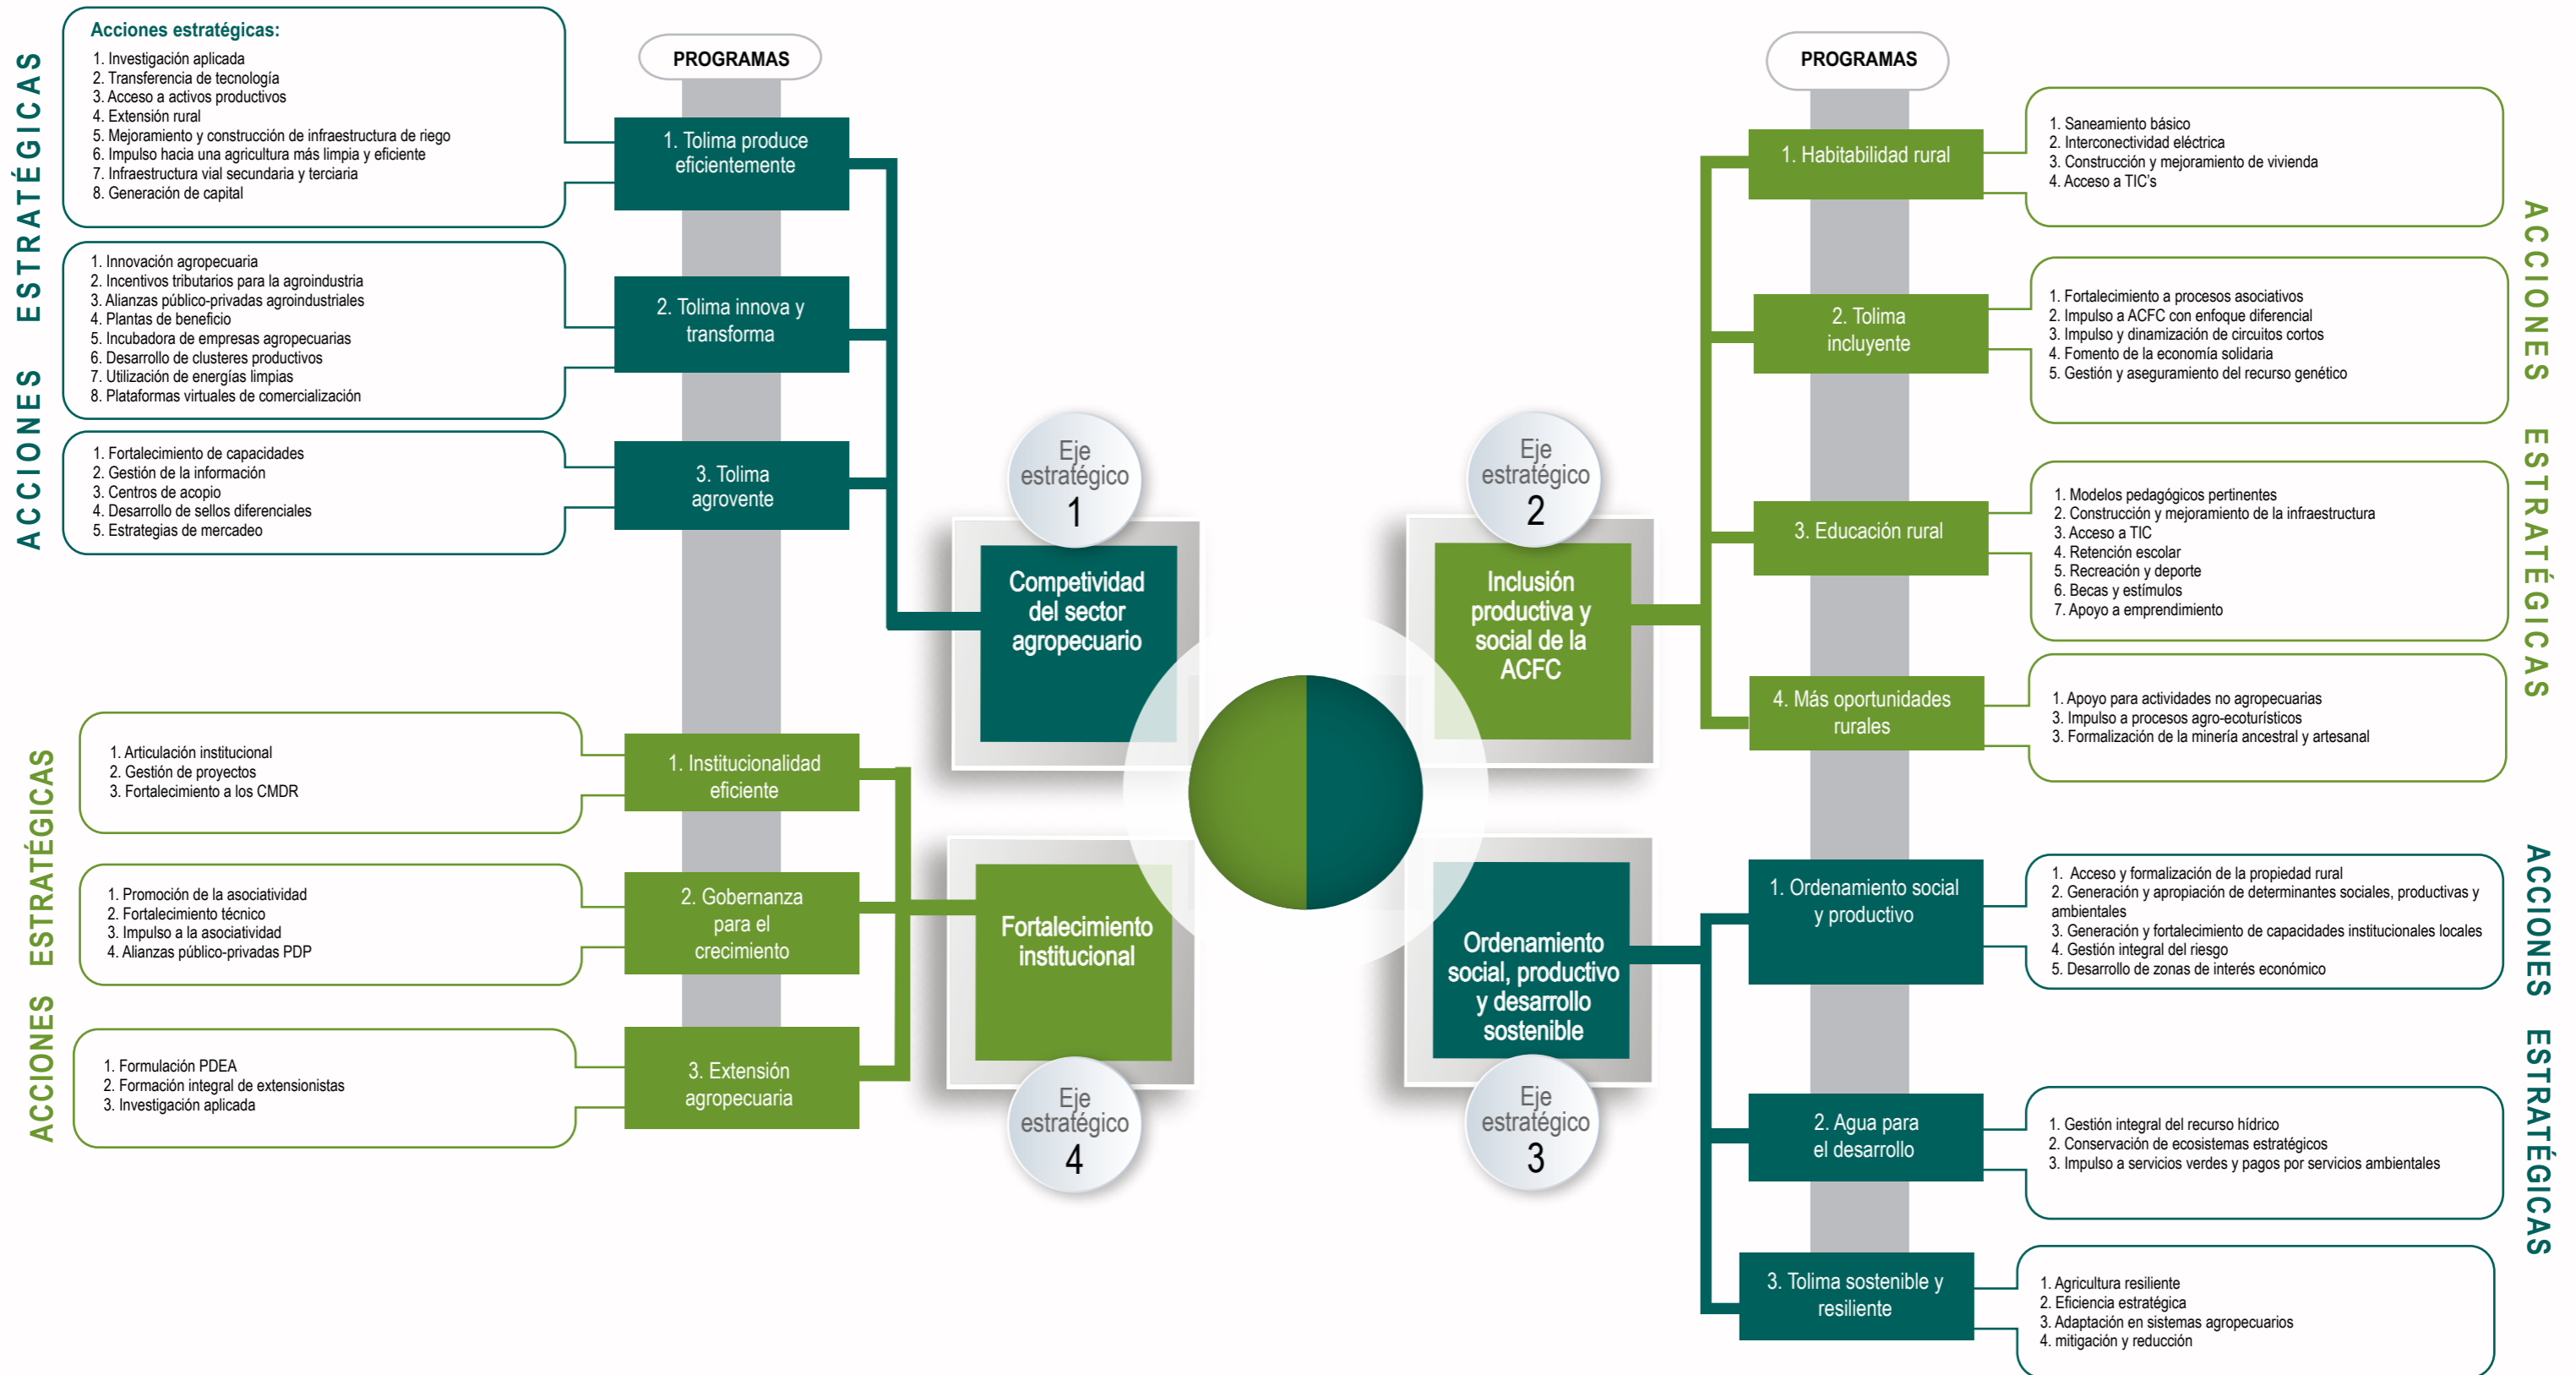 ACCIONES ESTRATÉGICAS
Acciones estratégicas:
1. Investigación aplicada
2. Transferencia de tecnología
3. Acceso a activos productivos
4. Extensión rural
5. Mejoramiento y construcción de infraestructura de riego
6. Impulso hacia una agricultura más limpia y eficiente
7. Infraestructura vial secundaria y terciaria
8. Generación de capital
1. Innovación agropecuaria
2. Incentivos tributarios para la agroindustria
3. Alianzas público-privadas agroindustriales
4. Plantas de beneficio
5. Incubadora de empresas agropecuarias
6. Desarrollo de clusteres productivos
7. Utilización de energías limpias
8. Plataformas virtuales de comercialización
1. Fortalecimiento de capacidades
2. Gestión de la información
3. Centros de acopio
4. Desarrollo de sellos diferenciales
5. Estrategias de mercadeo
PROGRAMAS
1. Tolima produce
eficientemente
2. Tolima innova y
transforma
3. Tolima
agrovente
Eje
estratégico
1
Competividad
del sector
agropecuario
Eje
estratégico
2
Inclusión
productiva y
social de la
ACFC
PROGRAMAS
1. Habitabilidad rural
2. Tolima
incluyente
3. Educación rural
4. Más oportunidades
rurales
1. Saneamiento básico
2. Interconectividad eléctrica
3. Construcción y mejoramiento de vivienda
4. Acceso a TIC's
1. Fortalecimiento a procesos asociativos
2. Impulso a ACFC con enfoque diferencial
3. Impulso y dinamización de circuitos cortos
4. Fomento de la economía solidaria
5. Gestión y aseguramiento del recurso genético
1. Modelos pedagógicos pertinentes
2. Construcción y mejoramiento de la infraestructura
3. Acceso a TIC
4. Retención escolar
5. Recreación y deporte
6. Becas y estímulos
7. Apoyo a emprendimiento
1. Apoyo para actividades no agropecuarias
3. Impulso a procesos agro-ecoturísticos
3. Formalización de la minería ancestral y artesanal
ACCIONES ESTRATÉGICAS
ACCIONES ESTRATÉGICAS
1. Articulación institucional
2. Gestión de proyectos
3. Fortalecimiento a los CMDR
1. Promoción de la asociatividad
2. Fortalecimiento técnico
3. Impulso a la asociatividad
4. Alianzas público-privadas PDP
1. Formulación PDEA
2. Formación integral de extensionistas
3. Investigación aplicada
1. Institucionalidad
eficiente
2. Gobernanza
para el
crecimiento
3. Extensión
agropecuaria
Fortalecimiento
institucional
Eje
estratégico
4
Ordenamiento
social, productivo
y desarrollo
sostenible
Eje
estratégico
3
1. Ordenamiento social
y productivo
2. Agua para
el desarrollo
3. Tolima sostenible y
resiliente
1. Acceso y formalización de la propiedad rural
2. Generación y apropiación de determinantes sociales, productivas y
ambientales
3. Generación y fortalecimiento de capacidades institucionales locales
4. Gestión integral del riesgo
5. Desarrollo de zonas de interés económico
1. Gestión integral del recurso hídrico
2. Conservación de ecosistemas estratégicos
3. Impulso a servicios verdes y pagos por servicios ambientales
1. Agricultura resiliente
2. Eficiencia estratégica
3. Adaptación en sistemas agropecuarios
4. mitigación y reducción
ACCIONES ESTRATÉGICAS